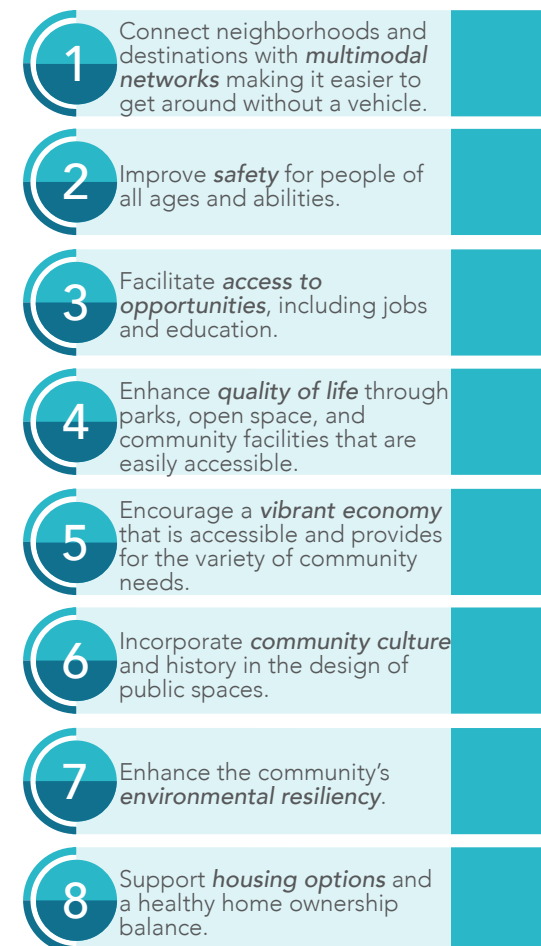 1
Connect neighborhoods and
destinations with multimodal
networks making it easier to
get around without a vehicle.
2
Improve safety for people of
all ages and abilities.
3
Facilitate access to
opportunities, including jobs
and education.
4
Enhance quality of life through
parks, open space, and
community facilities that are
easily accessible.
5
Encourage a vibrant economy
that is accessible and provides
for the variety of community
needs.
6
Incorporate community culture
and history in the design of
public spaces.
7
Enhance the community's
environmental resiliency.
8
Support housing options and
a healthy home ownership
balance.